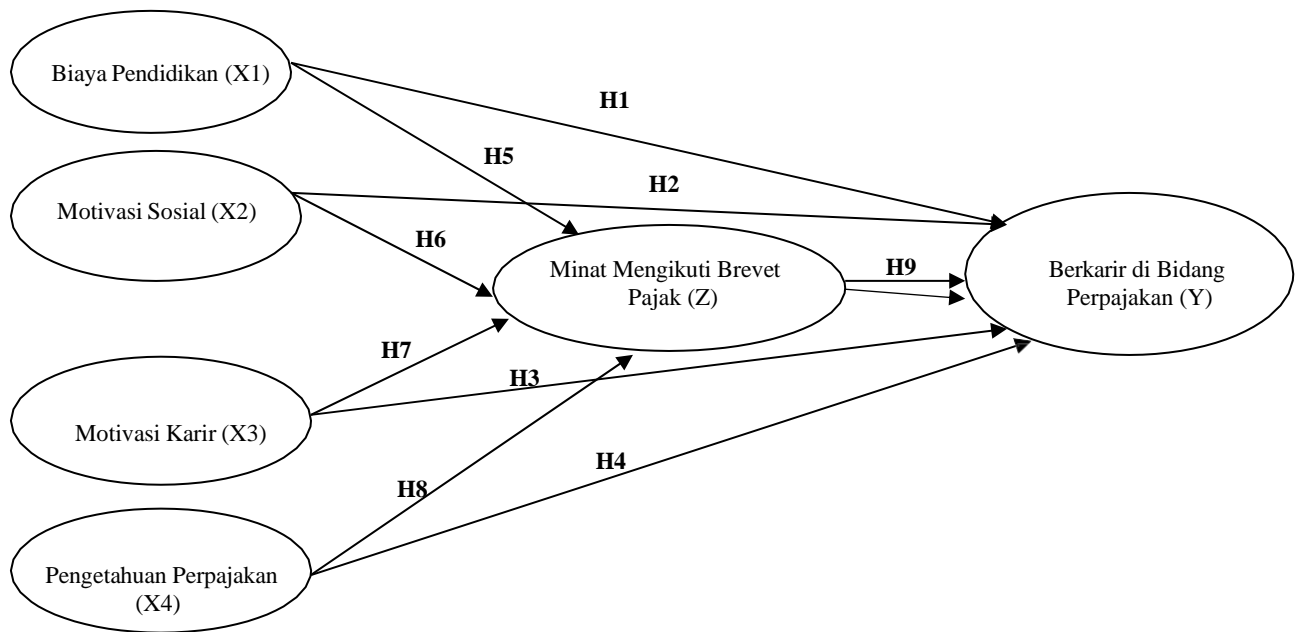 Biaya Pendidikan (X1)
H1
H5
H2
Motivasi Sosial (X2)
H6
Minat Mengikuti Brevet
Pajak (Z)
H9
Berkarir di Bidang
Perpajakan (Y)
H7
H3
Motivasi Karir (X3)
H4
H8
Pengetahuan Perpajakan
(X4)